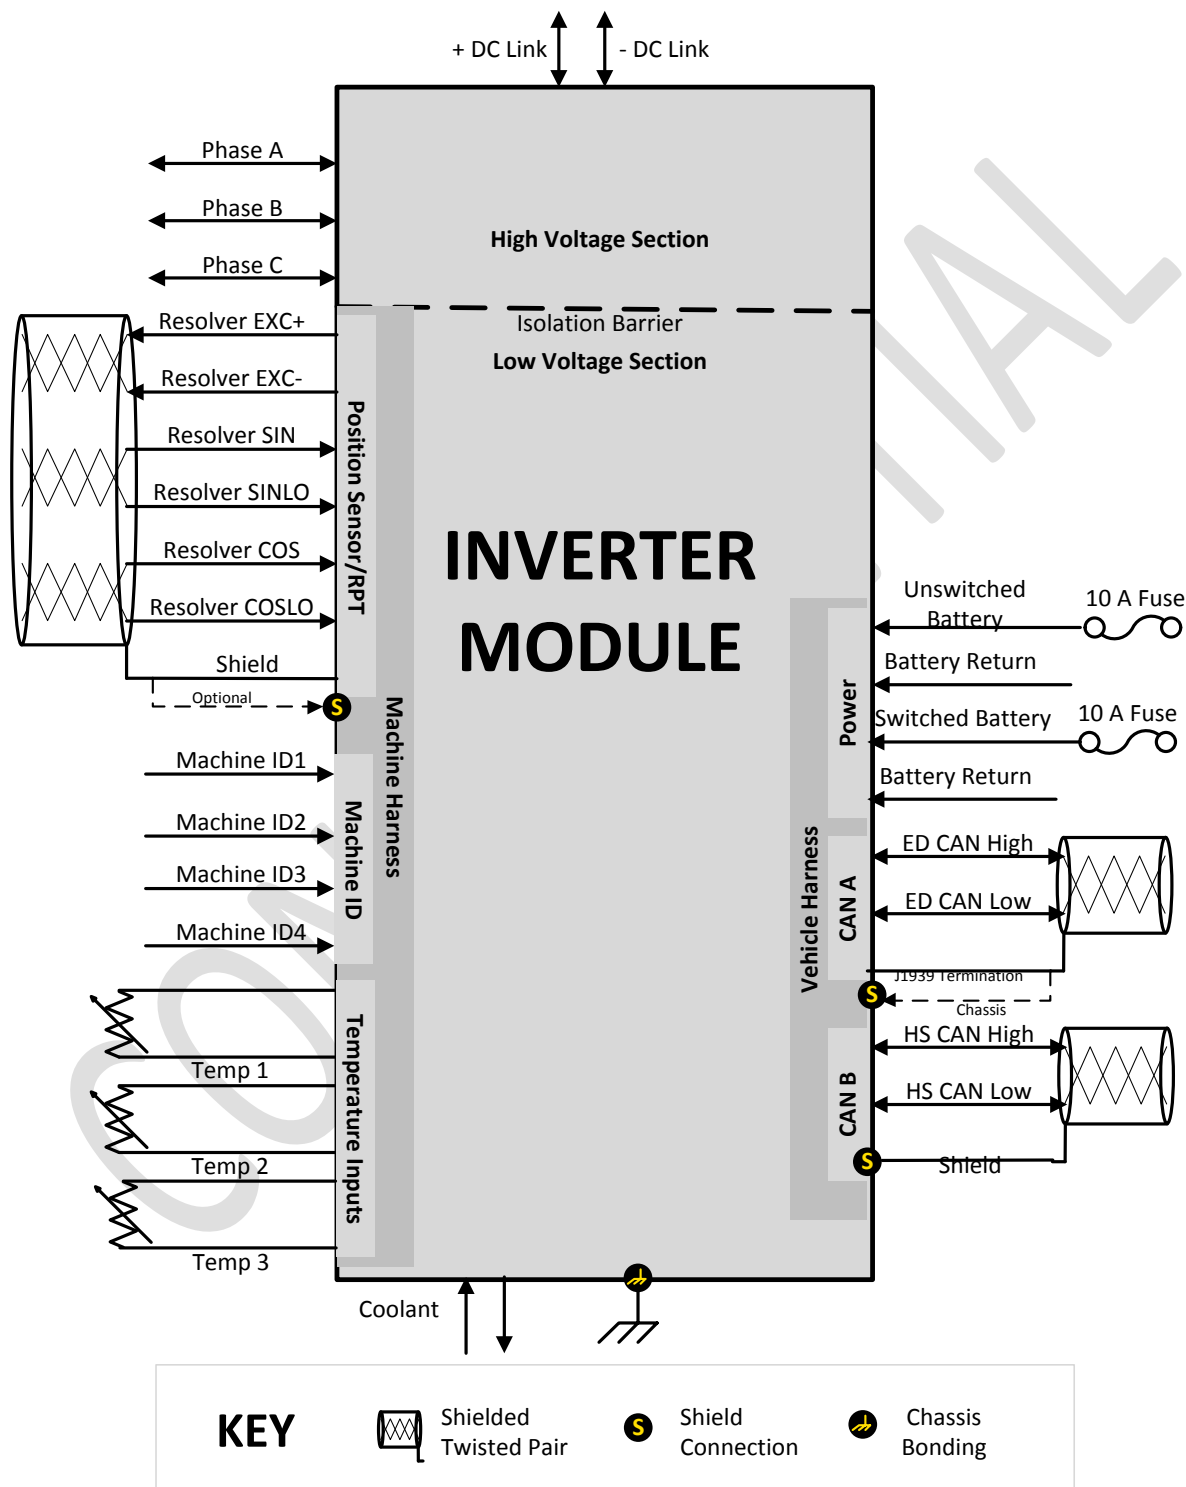 + DC Link
- DC Link
Phase A
Phase B
Phase C
High Voltage Section
Isolation Barrier
Low Voltage Section
Resolver EXC+
Resolver EXC-
Resolver SIN
Resolver SINLO
Resolver COS
Resolver COSLO
Shield
Optional
S
Position Sensor/RPT
Machine Harness
INVERTER
MODULE
Machine ID1
Machine ID2
Machine ID3
Machine ID4
Machine ID
Temp 1
Temp 2
Temp 3
Temperature Inputs
Unswitched
Battery
10 A Fuse
Battery Return
Switched Battery
10 A Fuse
Battery Return
Power
Vehicle Harness
ED CAN High
ED CAN Low
CAN A
J1939 Termination
S
Chassis
HS CAN High
HS CAN Low
CAN B
S
Shield
Coolant
KEY
Shielded
Twisted Pair
S
Shield
Connection
Chassis
Bonding